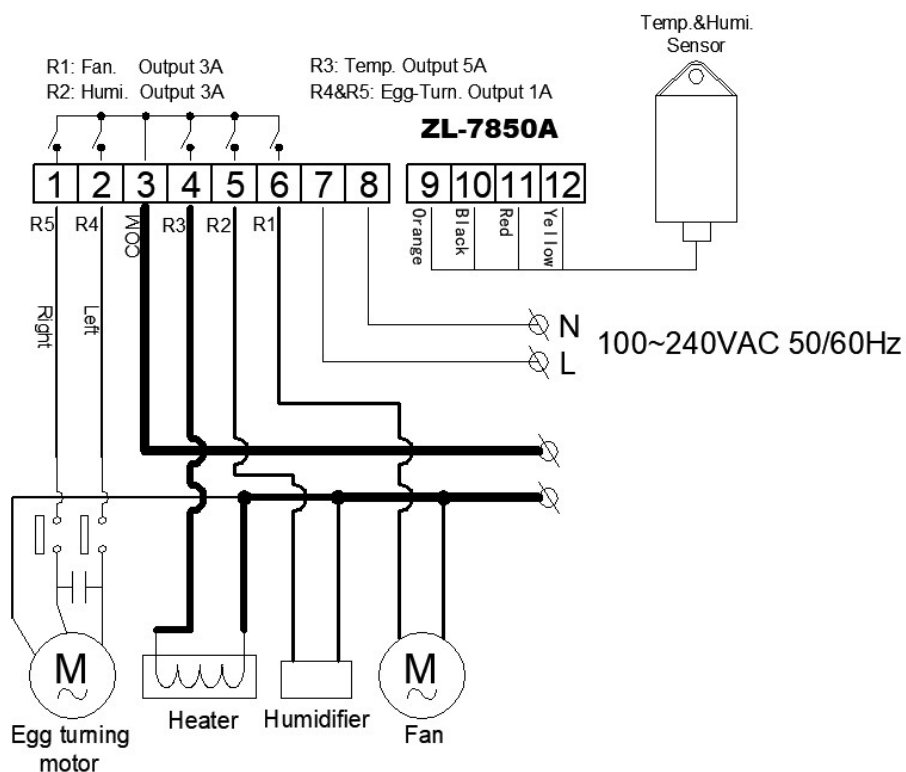 Temp.&Humi.
Sensor
R1: Fan. Output 3A
R2: Humi. Output 3A
R3: Temp. Output 5A
R4&R5: Egg-Turn. Output 1A
ZL-7850A
1 2 3 4 5 6 7 8 9 10 11 12
R5 R4 COM R3 R2 R1 Orange Black Red Yellow
Right Left
N
L
100~240VAC 50/60Hz
M
~
Egg turning
motor
Heater
Humidifier
M
~
Fan